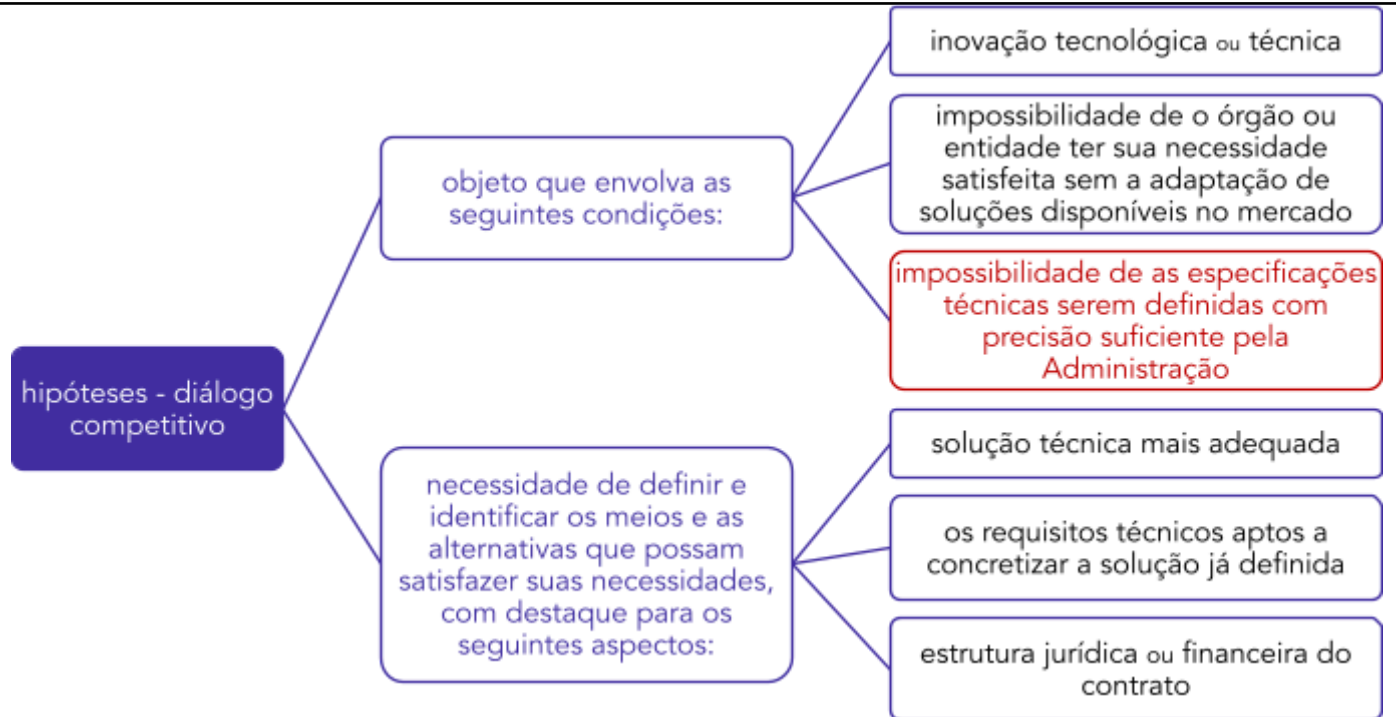 hipóteses - diálogo
competitivo
objeto que envolva as
seguintes condições:
inovação tecnológica ou técnica
impossibilidade de o órgão ou
entidade ter sua necessidade
satisfeita sem a adaptação de
soluções disponíveis no mercado
impossibilidade de as especificações
técnicas serem definidas com
precisão suficiente pela
Administração
necessidade de definir e
identificar os meios e as
alternativas que possam
satisfazer suas necessidades,
com destaque para os
seguintes aspectos:
solução técnica mais adequada
os requisitos técnicos aptos a
concretizar a solução já definida
estrutura jurídica ou financeira do
contrato